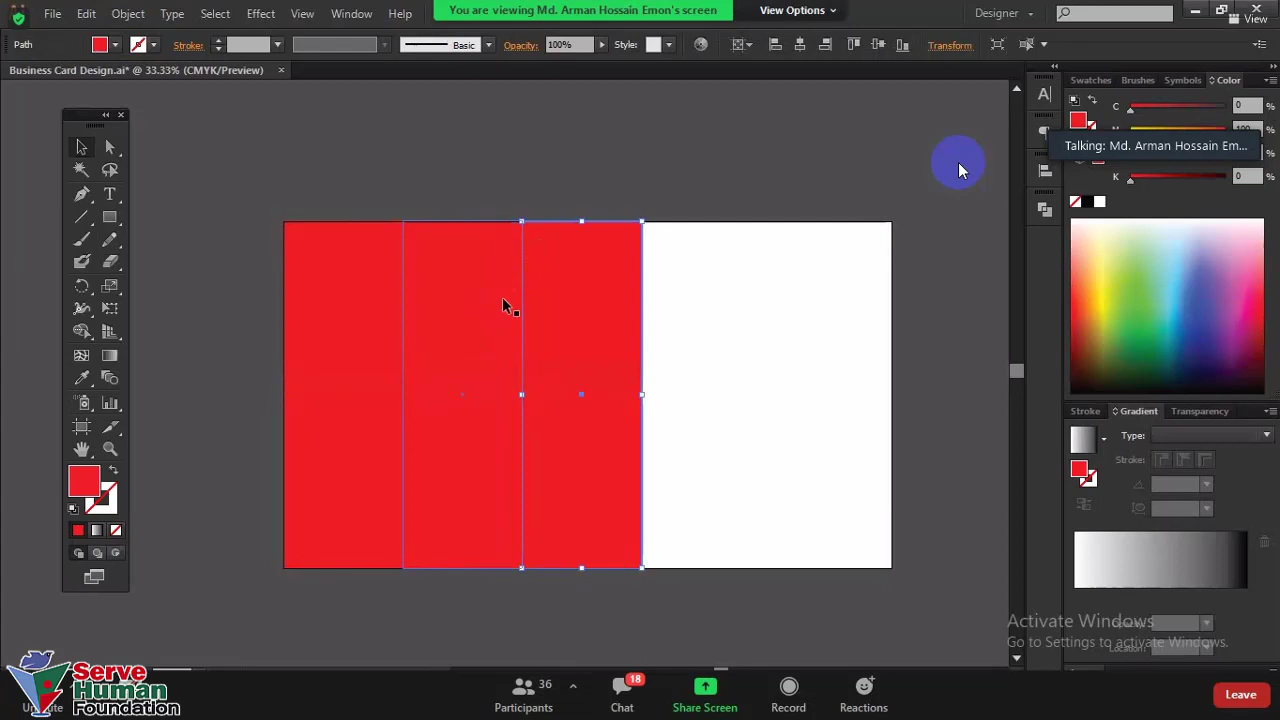 You are viewing Md. Arman Hossain Emon's screen
View Options
File Edit Object Type Select Effect View Window Help
Designer
View
Path
Stroke:
Basic
Opacity: 100%
Style:
Transform
Business Card Design.ai* @ 33.33% (CMYK/Preview)
Swatches Brushes Symbols Color
C 0 %
Talking: Md. Arman Hossain Em...
K 0 %
Stroke Gradient Transparency
Type:
Stroke:
Location:
Activate Windows
Go to Settings to activate Windows.
Serve
Human
Foundation
36
18
Participants
Chat
Share Screen
Record
Reactions
Leave